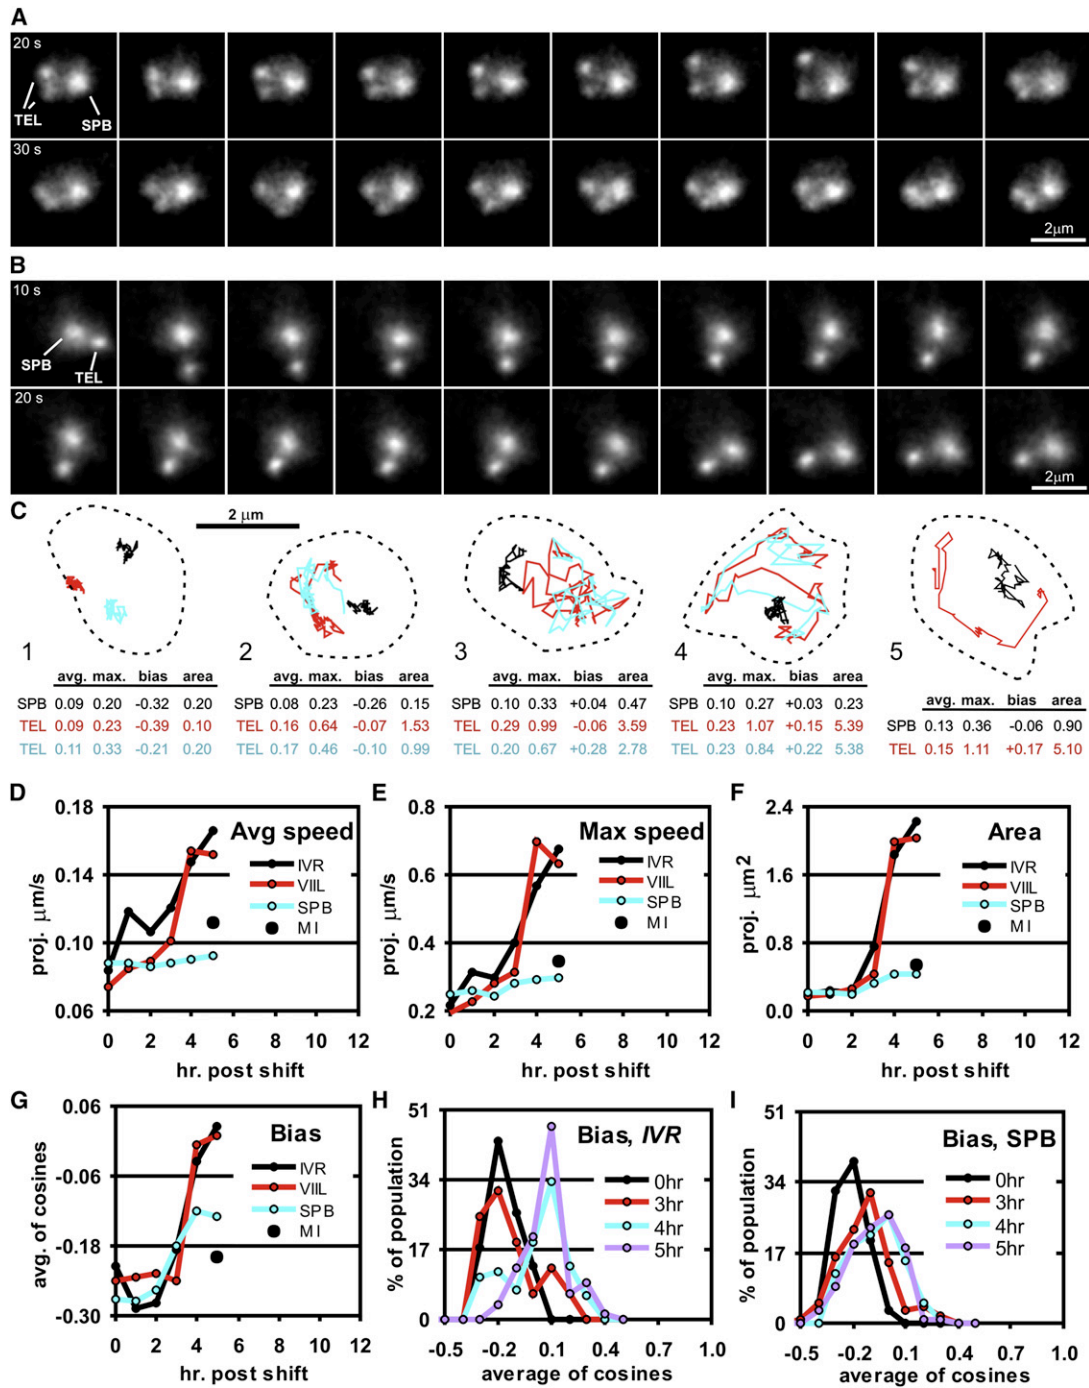 A
20 s
TEL
SPB
30 s
2μm
B
10 s
SPB
TEL
20 s
2μm
C
2 μm
1
avg. max. bias area
SPB 0.09 0.20 -0.32 0.20
TEL 0.09 0.23 -0.39 0.10
TEL 0.11 0.33 -0.21 0.20
2
avg. max. bias area
SPB 0.08 0.23 -0.26 0.15
TEL 0.16 0.64 -0.07 1.53
TEL 0.17 0.46 -0.10 0.99
3
avg. max. bias area
SPB 0.10 0.33 +0.04 0.47
TEL 0.29 0.99 -0.06 3.59
TEL 0.20 0.67 +0.28 2.78
4
avg. max. bias area
SPB 0.10 0.27 +0.03 0.23
TEL 0.23 1.07 +0.15 5.39
TEL 0.23 0.84 +0.22 5.38
5
avg. max. bias area
SPB 0.13 0.36 -0.06 0.90
TEL 0.15 1.11 +0.17 5.10
D
0.18
0.14
0.10
0.06
proj. μm/s
Avg speed
IVR
VIIL
SPB
MI
0 2 4 6 8 10 12
hr. post shift
E
0.8
0.6
0.4
0.2
proj. μm/s
Max speed
IVR
VIIL
SPB
MI
0 2 4 6 8 10 12
hr. post shift
F
2.4
1.6
0.8
0.0
proj. μm2
Area
IVR
VIIL
SPB
MI
0 2 4 6 8 10 12
hr. post shift
G
0.06
-0.06
-0.18
-0.30
avg. of cosines
Bias
IVR
VIIL
SPB
MI
0 2 4 6 8 10 12
hr. post shift
H
51
34
17
0
% of population
Bias, IVR
0hr
3hr
4hr
5hr
-0.5 -0.2 0.1 0.4 0.7 1.0
average of cosines
I
51
34
17
0
% of population
Bias, SPB
0hr
3hr
4hr
5hr
-0.5 -0.2 0.1 0.4 0.7 1.0
average of cosines